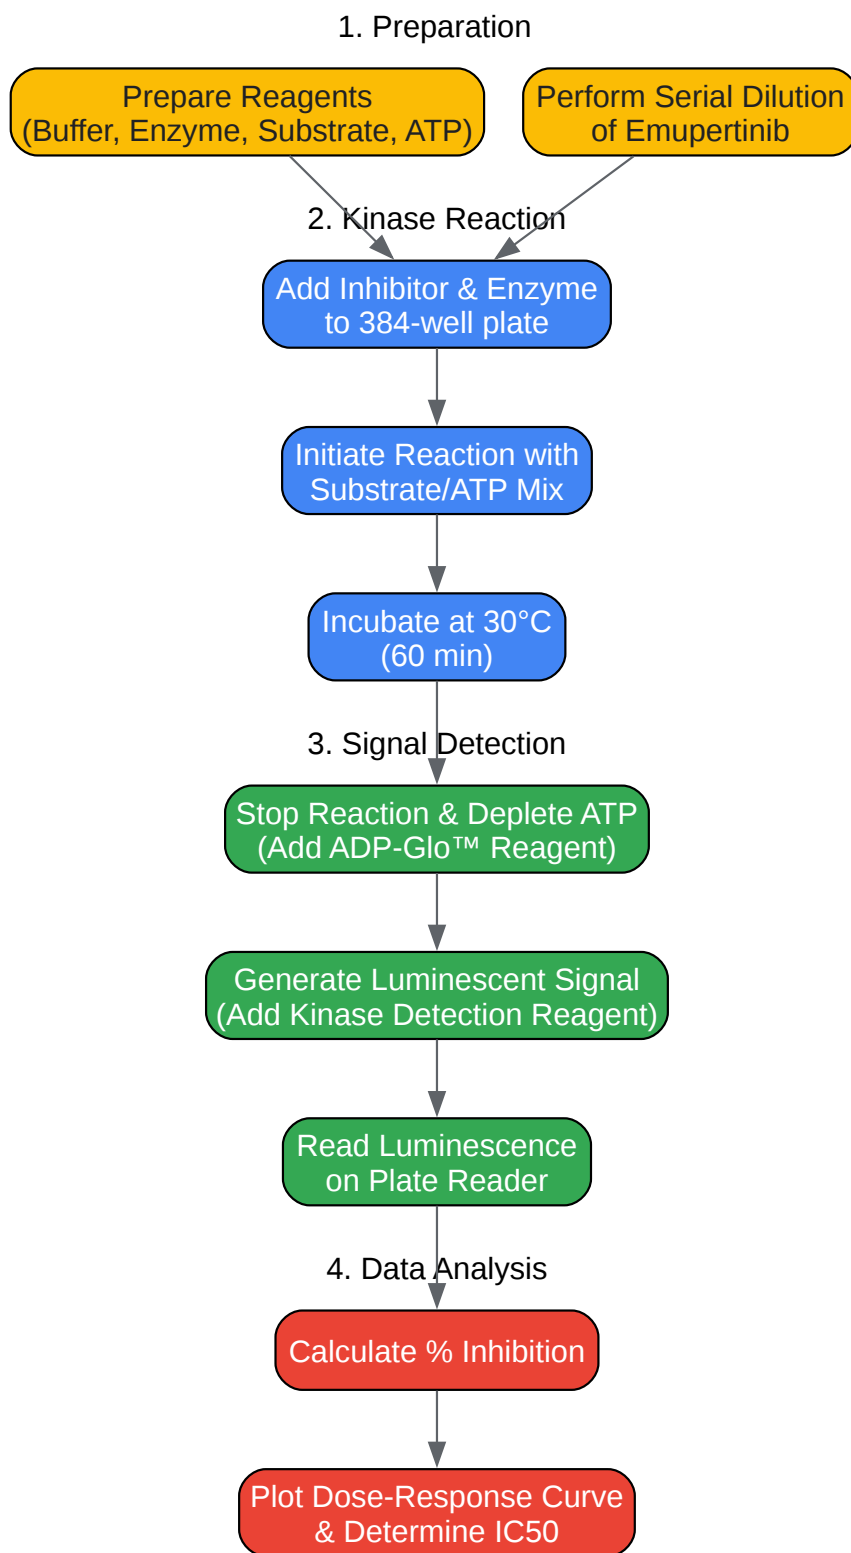 1. Preparation
Prepare Reagents
(Buffer, Enzyme, Substrate, ATP)
Perform Serial Dilution
of Emupertinib
2. Kinase Reaction
Add Inhibitor & Enzyme
to 384-well plate
Initiate Reaction with
Substrate/ATP Mix
Incubate at 30°C
(60 min)
3. Signal Detection
Stop Reaction & Deplete ATP
(Add ADP-Glo™ Reagent)
Generate Luminescent Signal
(Add Kinase Detection Reagent)
Read Luminescence
on Plate Reader
4. Data Analysis
Calculate % Inhibition
Plot Dose-Response Curve
& Determine IC50